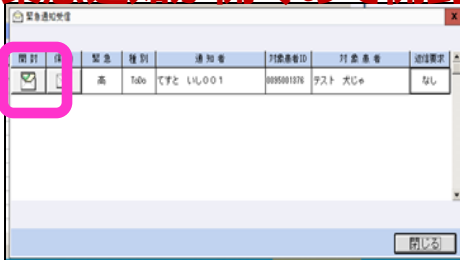 緊急通知受信
開封 緊急 種別 通知者 対象患者ID 対象患者 返信要求
高 ToDo てすと いし001 0095001376 テスト 犬じゃ なし
閉じる